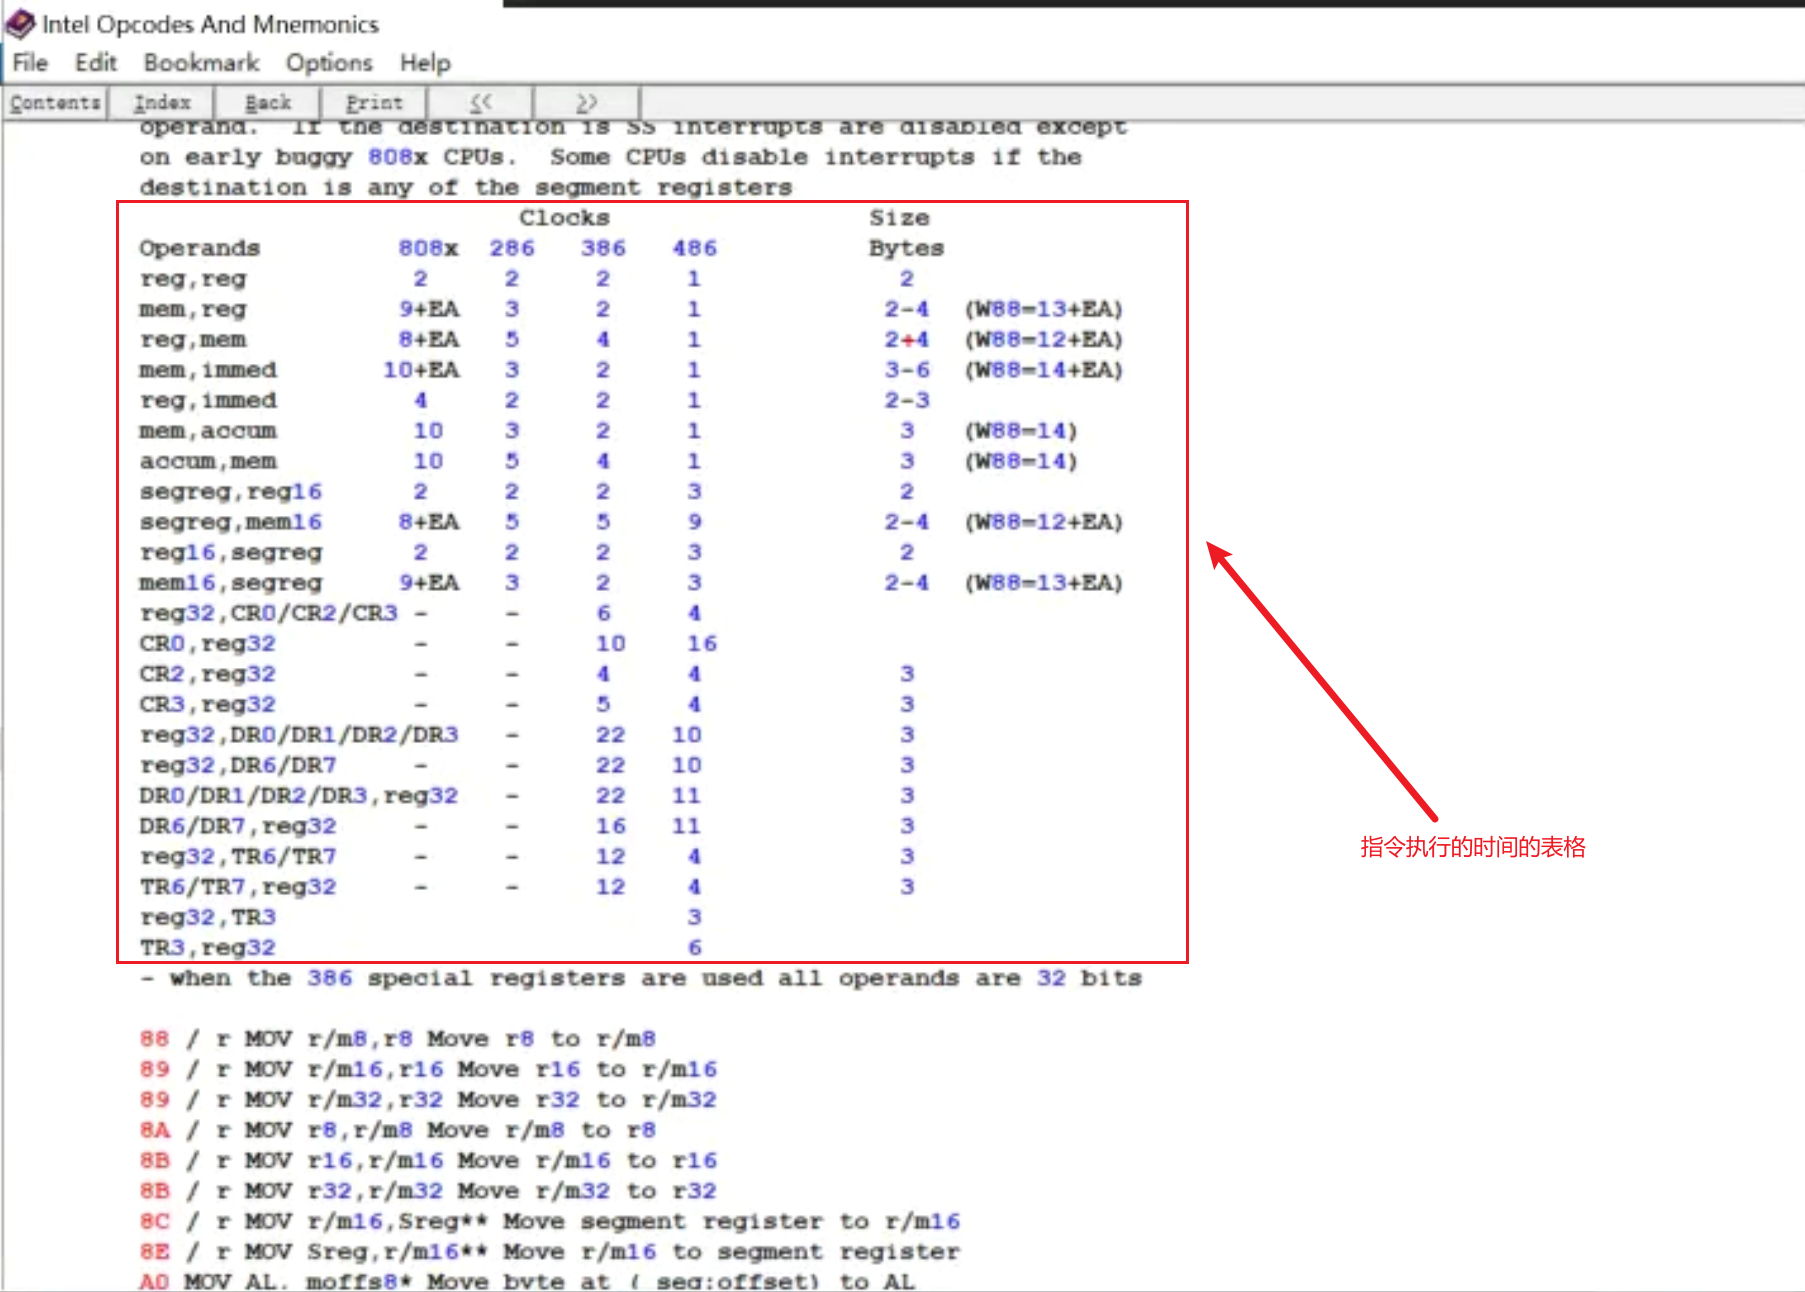 Intel Opcodes And Mnemonics
File Edit Bookmark Options Help
Contents Index Back Print << >>
operand. If the destination is SS interrupts are disabled except
on early buggy 808x CPUs. Some CPUs disable interrupts if the
destination is any of the segment registers
Clocks Size
Operands 808x 286 386 486 Bytes
reg,reg 2 2 2 1 2
mem,reg 9+EA 3 2 1 2-4 (W88=13+EA)
reg,mem 8+EA 5 4 1 2+4 (W88=12+EA)
mem,immed 10+EA 3 2 1 3-6 (W88=14+EA)
reg,immed 4 2 2 1 2-3
mem,accum 10 3 2 1 3 (W88=14)
accum,mem 10 5 4 1 3 (W88=14)
segreg,reg16 2 2 2 3 2
segreg,mem16 8+EA 5 5 9 2-4 (W88=12+EA)
reg16,segreg 2 2 2 3 2
mem16,segreg 9+EA 3 2 3 2-4 (W88=13+EA)
reg32,CR0/CR2/CR3 - - 6 4
CR0,reg32 - - 10 16
CR2,reg32 - - 4 4 3
CR3,reg32 - - 5 4 3
reg32,DR0/DR1/DR2/DR3 - 22 10 3
reg32,DR6/DR7 - - 22 10 3
DR0/DR1/DR2/DR3,reg32 - 22 11 3
DR6/DR7,reg32 - - 16 11 3
指令执行的时间的表格
reg32,TR6/TR7 - - 12 4 3
TR6/TR7,reg32 - - 12 4 3
reg32,TR3 3
TR3,reg32 6
- when the 386 special registers are used all operands are 32 bits
88 / r MOV r/m8,r8 Move r8 to r/m8
89 / r MOV r/m16,r16 Move r16 to r/m16
89 / r MOV r/m32,r32 Move r32 to r/m32
8A / r MOV r8,r/m8 Move r/m8 to r8
8B / r MOV r16,r/m16 Move r/m16 to r16
8B / r MOV r32,r/m32 Move r/m32 to r32
8C / r MOV r/m16,Sreg** Move segment register to r/m16
8E / r MOV Sreg,r/m16** Move r/m16 to segment register
A0 MOV AL, moffs8* Move byte at ( seg:offset) to AL